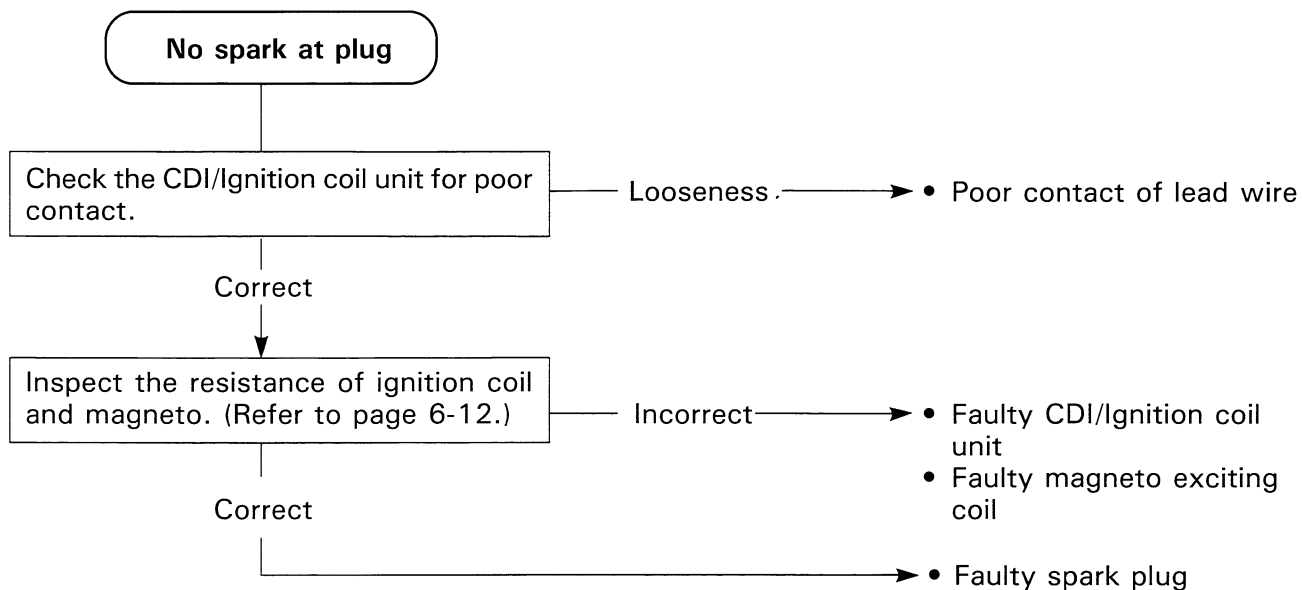 No spark at plug
Check the CDI/Ignition coil unit for poor
contact.
Looseness
• Poor contact of lead wire
Correct
Inspect the resistance of ignition coil
and magneto. (Refer to page 6-12.)
Incorrect
• Faulty CDI/Ignition coil
unit
• Faulty magneto exciting
coil
Correct
• Faulty spark plug